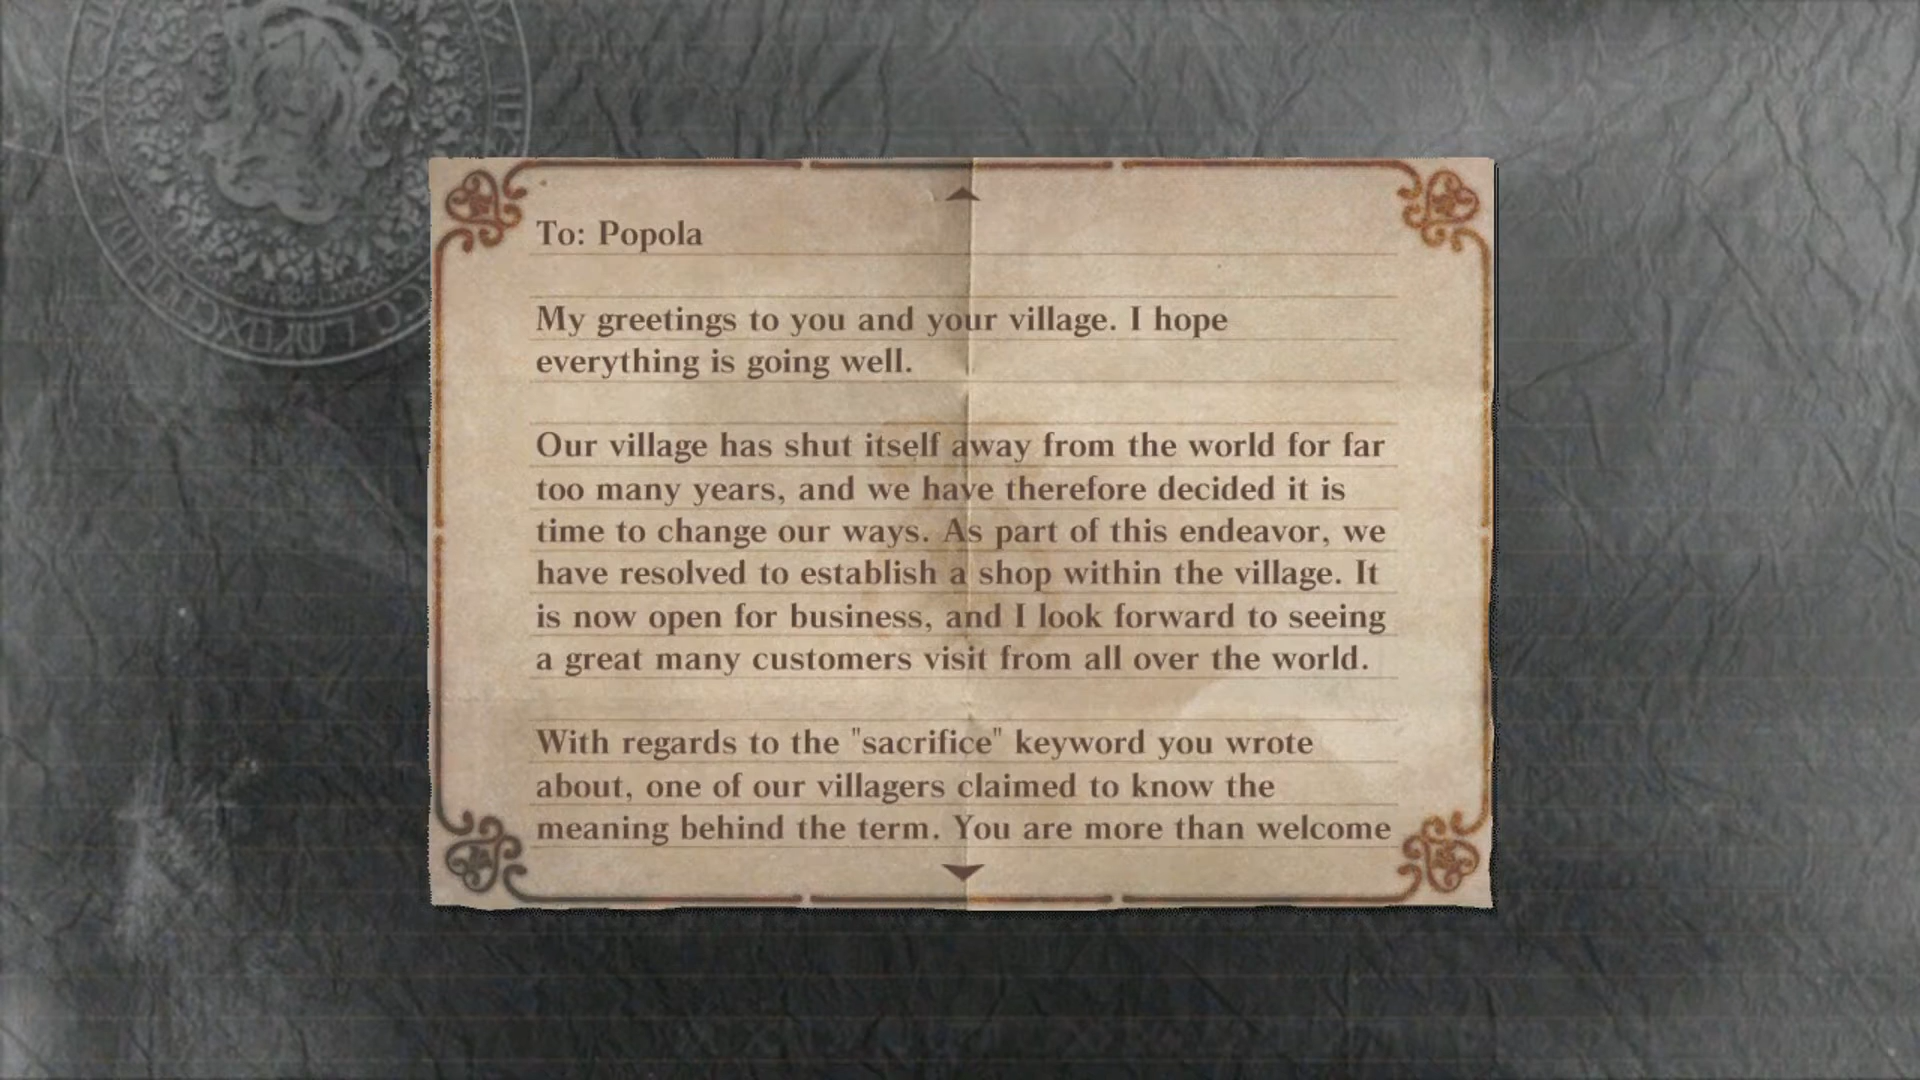 To: Popola
My greetings to you and your village. I hope
everything is going well.
Our village has shut itself away from the world for far
too many years, and we have therefore decided it is
time to change our ways. As part of this endeavor, we
have resolved to establish a shop within the village. It
is now open for business, and I look forward to seeing
a great many customers visit from all over the world.
With regards to the "sacrifice" keyword you wrote
about, one of our villagers claimed to know the
meaning behind the term. You are more than welcome